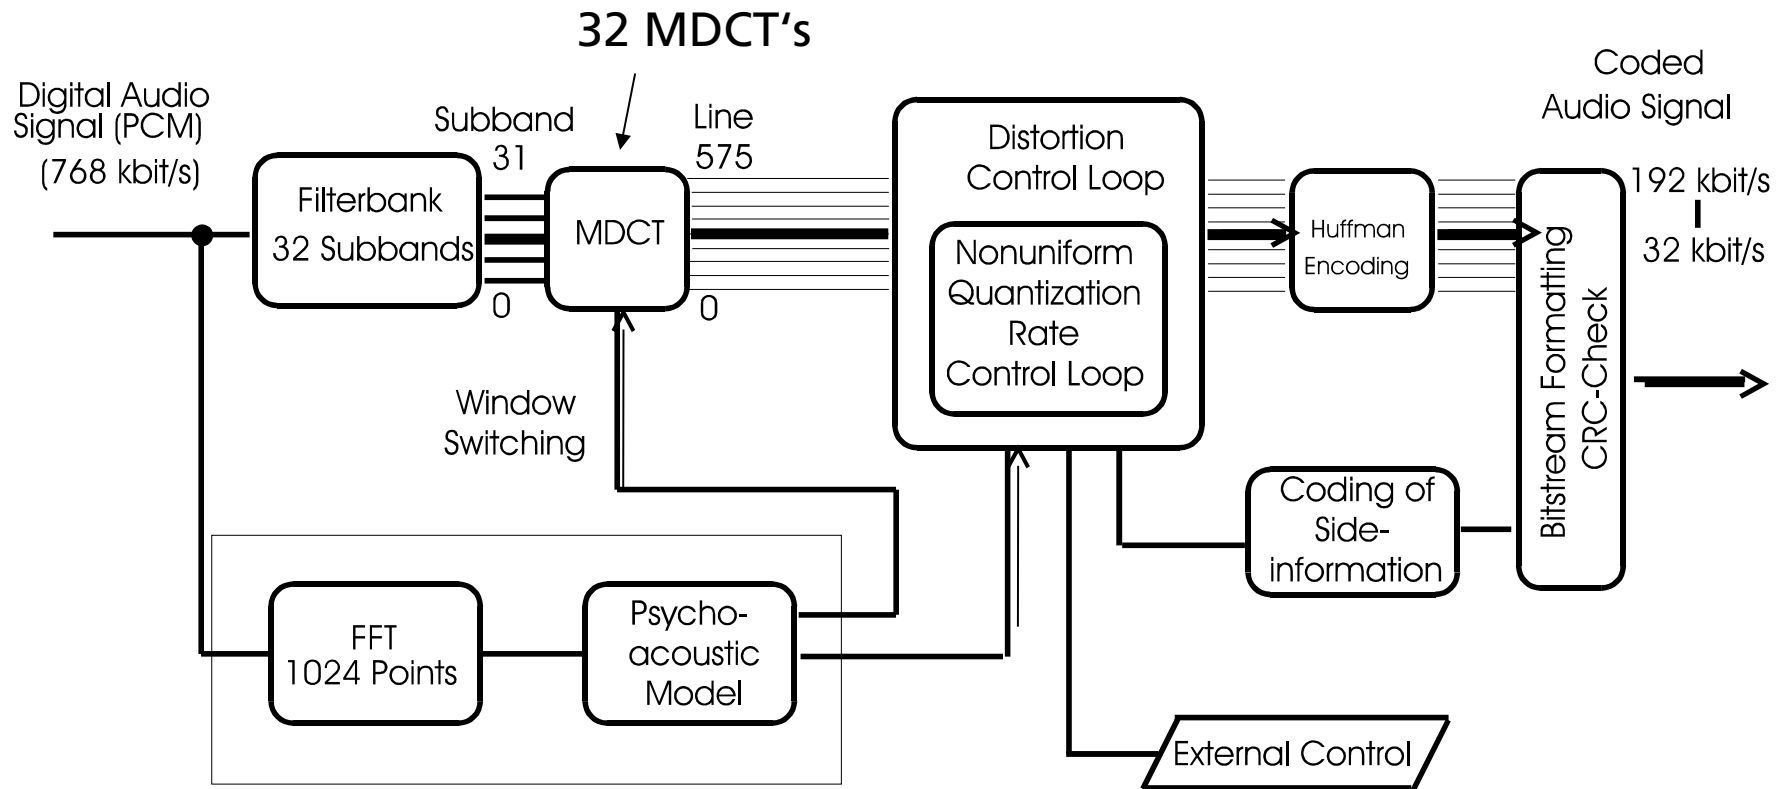 32 MDCT‘s
Digital Audio
Signal (PCM)
(768 kbit/s)
Filterbank
32 Subbands
Subband
31
0
MDCT
Line
575
0
Distortion
Control Loop
Nonuniform
Quantization
Rate
Control Loop
Huffman
Encoding
Coded
Audio Signal
192 kbit/s
32 kbit/s
Bitstream Formatting
CRC-Check
Window
Switching
Coding of
Side-
information
FFT
1024 Points
Psycho-
acoustic
Model
External Control